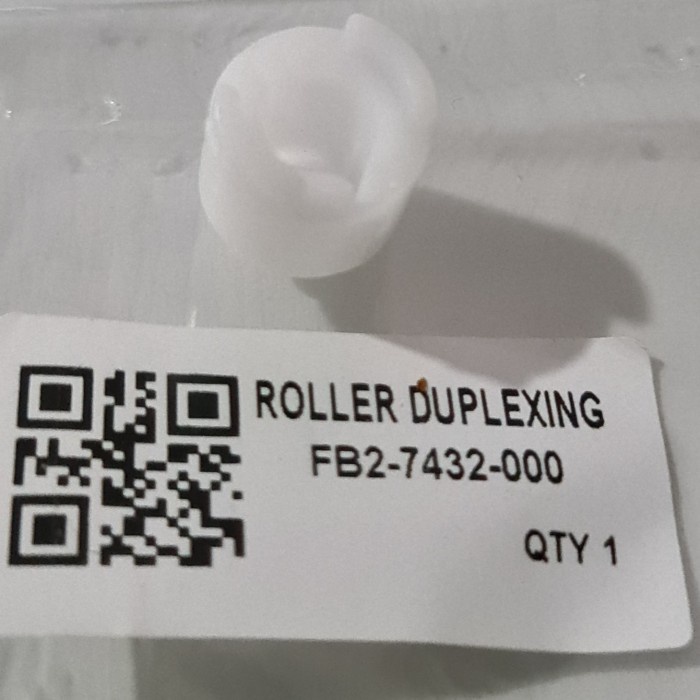 ROLLER DUPLEXING
FB2-7432-000
QTY 1